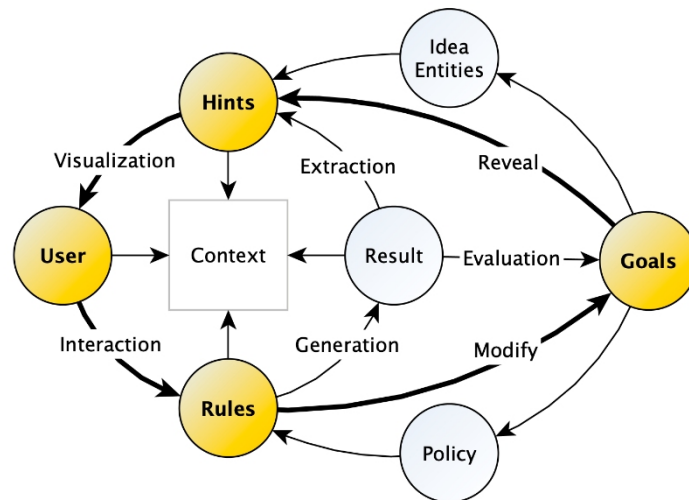 Idea
Entities
Hints
Visualization
Extraction
Reveal
User
Context
Result
Evaluation
Goals
Interaction
Generation
Modify
Rules
Policy